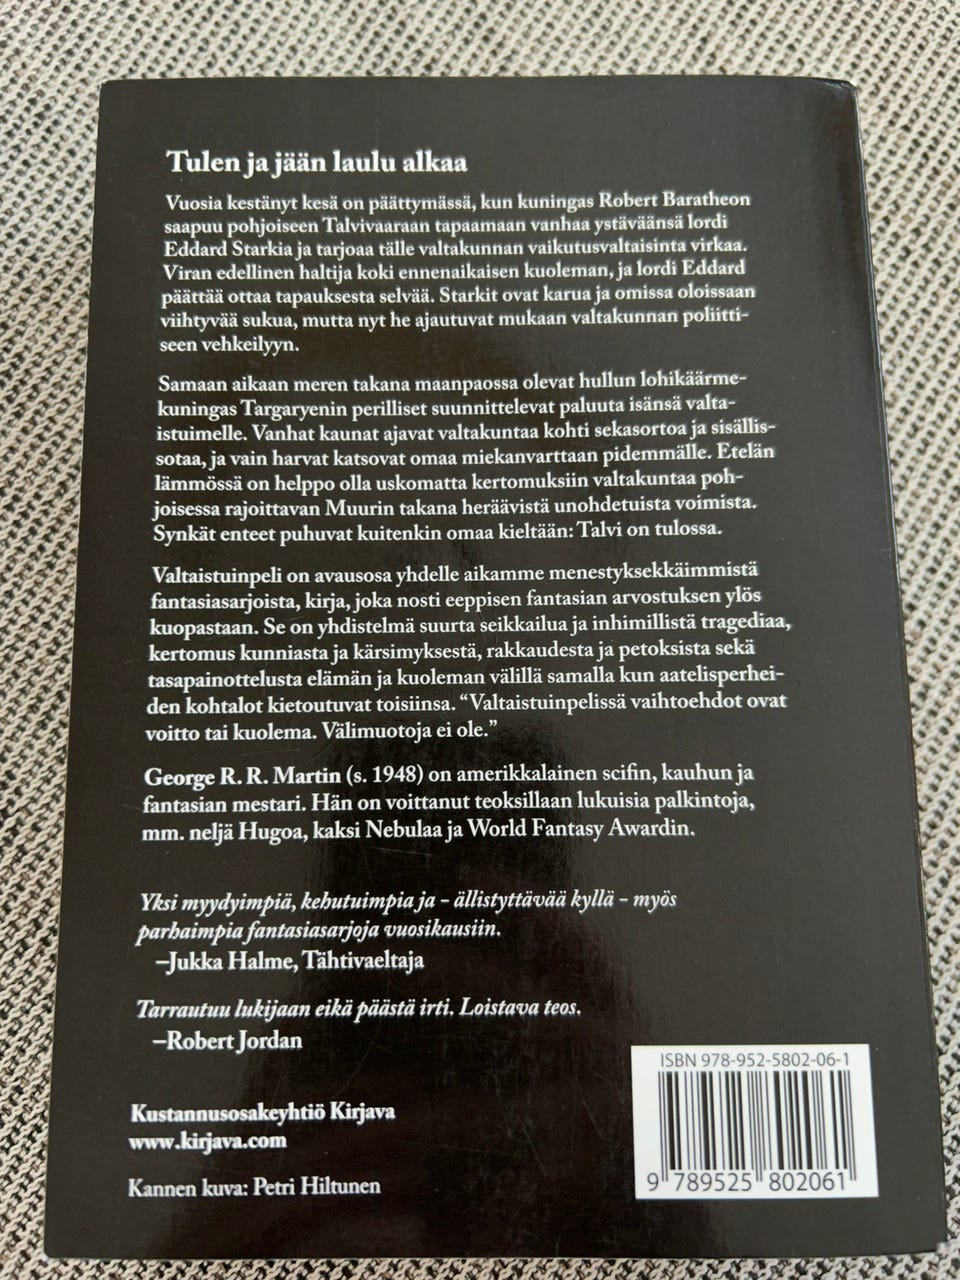 Tulen ja jään laulu alkaa
Vuosia kestänyt kesä on päättymässä, kun kuningas Robert Baratheon
saapuu pohjoiseen Talvivaaraan tapaamaan vanhaa ystäväänsä lordi
Eddard Starkia ja tarjoaa tälle valtakunnan vaikutusvaltaisinta virkaa.
Viran edellinen haltija koki ennenaikaisen kuoleman, ja lordi Eddard
päättää ottaa tapauksesta selvää. Starkit ovat karua ja omissa oloissaan
viihtyvää sukua, mutta nyt he ajautuvat mukaan valtakunnan poliitti-
seen vehkeilyyn.
Samaan aikaan meren takana maanpaossa olevat hullun lohikäärme-
kuningas Targaryenin perilliset suunnittelevat paluuta isänsä valta-
istuimelle. Vanhat kaunat ajavat valtakuntaa kohti sekasortoa ja sisällis-
sotaa, ja vain harvat katsovat omaa miekanvarttaan pidemmälle. Etelän
lämmössä on helppo olla uskomatta kertomuksiin valtakuntaa poh-
joisessa rajoittavan Muurin takana heräävistä unohdetuista voimista.
Synkät enteet puhuvat kuitenkin omaa kieltään: Talvi on tulossa.
Valtaistuinpeli on avausosa yhdelle aikamme menestyksekkäimmistä
fantasiasarjoista, kirja, joka nosti eeppisen fantasian arvostuksen ylös
kuopastaan. Se on yhdistelmä suurta seikkailua ja inhimillistä tragediaa,
kertomus kunniasta ja kärsimyksestä, rakkaudesta ja petoksista sekä
tasapainottelusta elämän ja kuoleman välillä samalla kun aatelisperhei-
den kohtalot kietoutuvat toisiinsa. “Valtaistuinpelissä vaihtoehdot ovat
voitto tai kuolema. Välimuotoja ei ole.”
George R. R. Martin (s. 1948) on amerikkalainen scifin, kauhun ja
fantasian mestari. Hän on voittanut teoksillaan lukuisia palkintoja,
mm. neljä Hugoa, kaksi Nebulaa ja World Fantasy Awardin.
Yksi myydyimpiä, kehutuimpia ja – ällistyttävää kyllä – myös
parhaimpia fantasiasarjoja vuosikausiin.
–Jukka Halme, Tähtivaeltaja
Tarrautuu lukijaan eikä päästä irti. Loistava teos.
–Robert Jordan
Kustannusosakeyhtiö Kirjava
www.kirjava.com
Kannen kuva: Petri Hiltunen
ISBN 978-952-5802-06-1
9 789525 802061